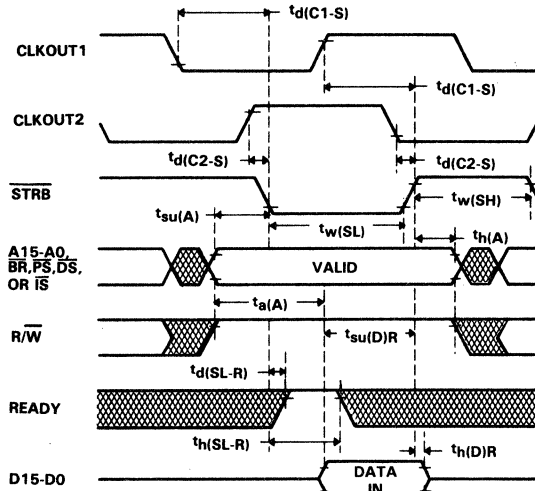 td(C1-S)
CLKOUT1
td(C1-S)
CLKOUT2
td(C2-S)
td(C2-S)
STRB
tsu(A)
tw(SH)
tw(SL)
th(A)
A15-A0,
BR,PS,DS,
OR IS
VALID
ta(A)
R/W
tsu(D)R
td(SL-R)
READY
th(SL-R)
th(D)R
D15-D0
DATA
IN